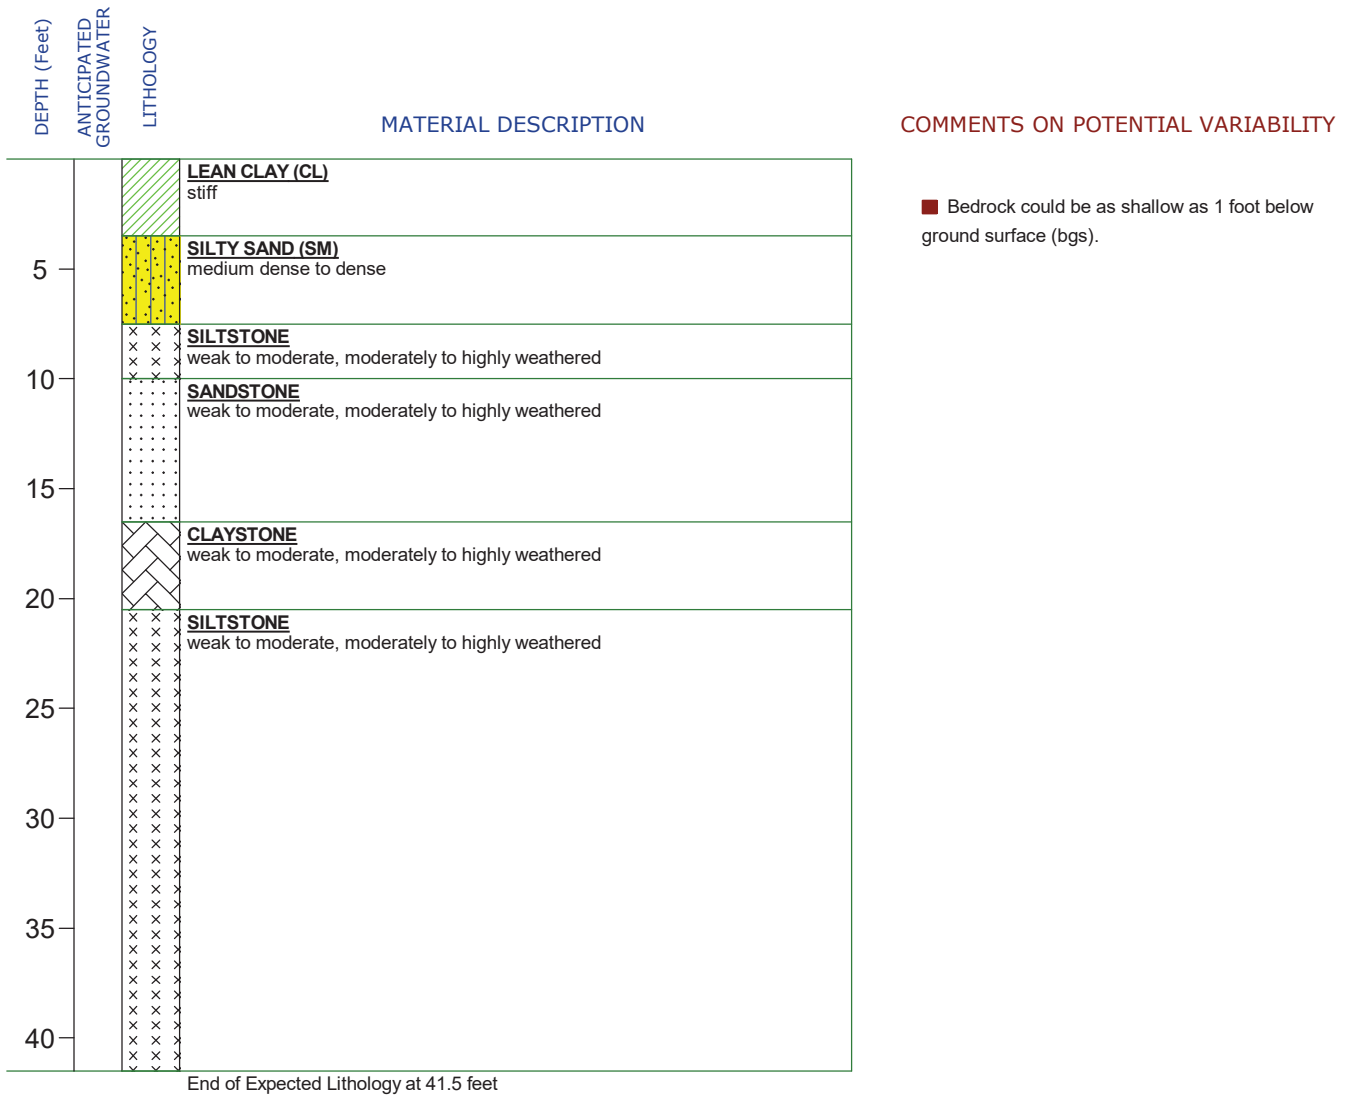 DEPTH (Feet)
ANTICIPATED
GROUNDWATER
LITHOLOGY
MATERIAL DESCRIPTION
COMMENTS ON POTENTIAL VARIABILITY
LEAN CLAY (CL)
stiff
Bedrock could be as shallow as 1 foot below
ground surface (bgs).
SILTY SAND (SM)
5
medium dense to dense
SILTSTONE
weak to moderate, moderately to highly weathered
10
SANDSTONE
weak to moderate, moderately to highly weathered
15
CLAYSTONE
weak to moderate, moderately to highly weathered
20
SILTSTONE
weak to moderate, moderately to highly weathered
25
30
35
40
End of Expected Lithology at 41.5 feet